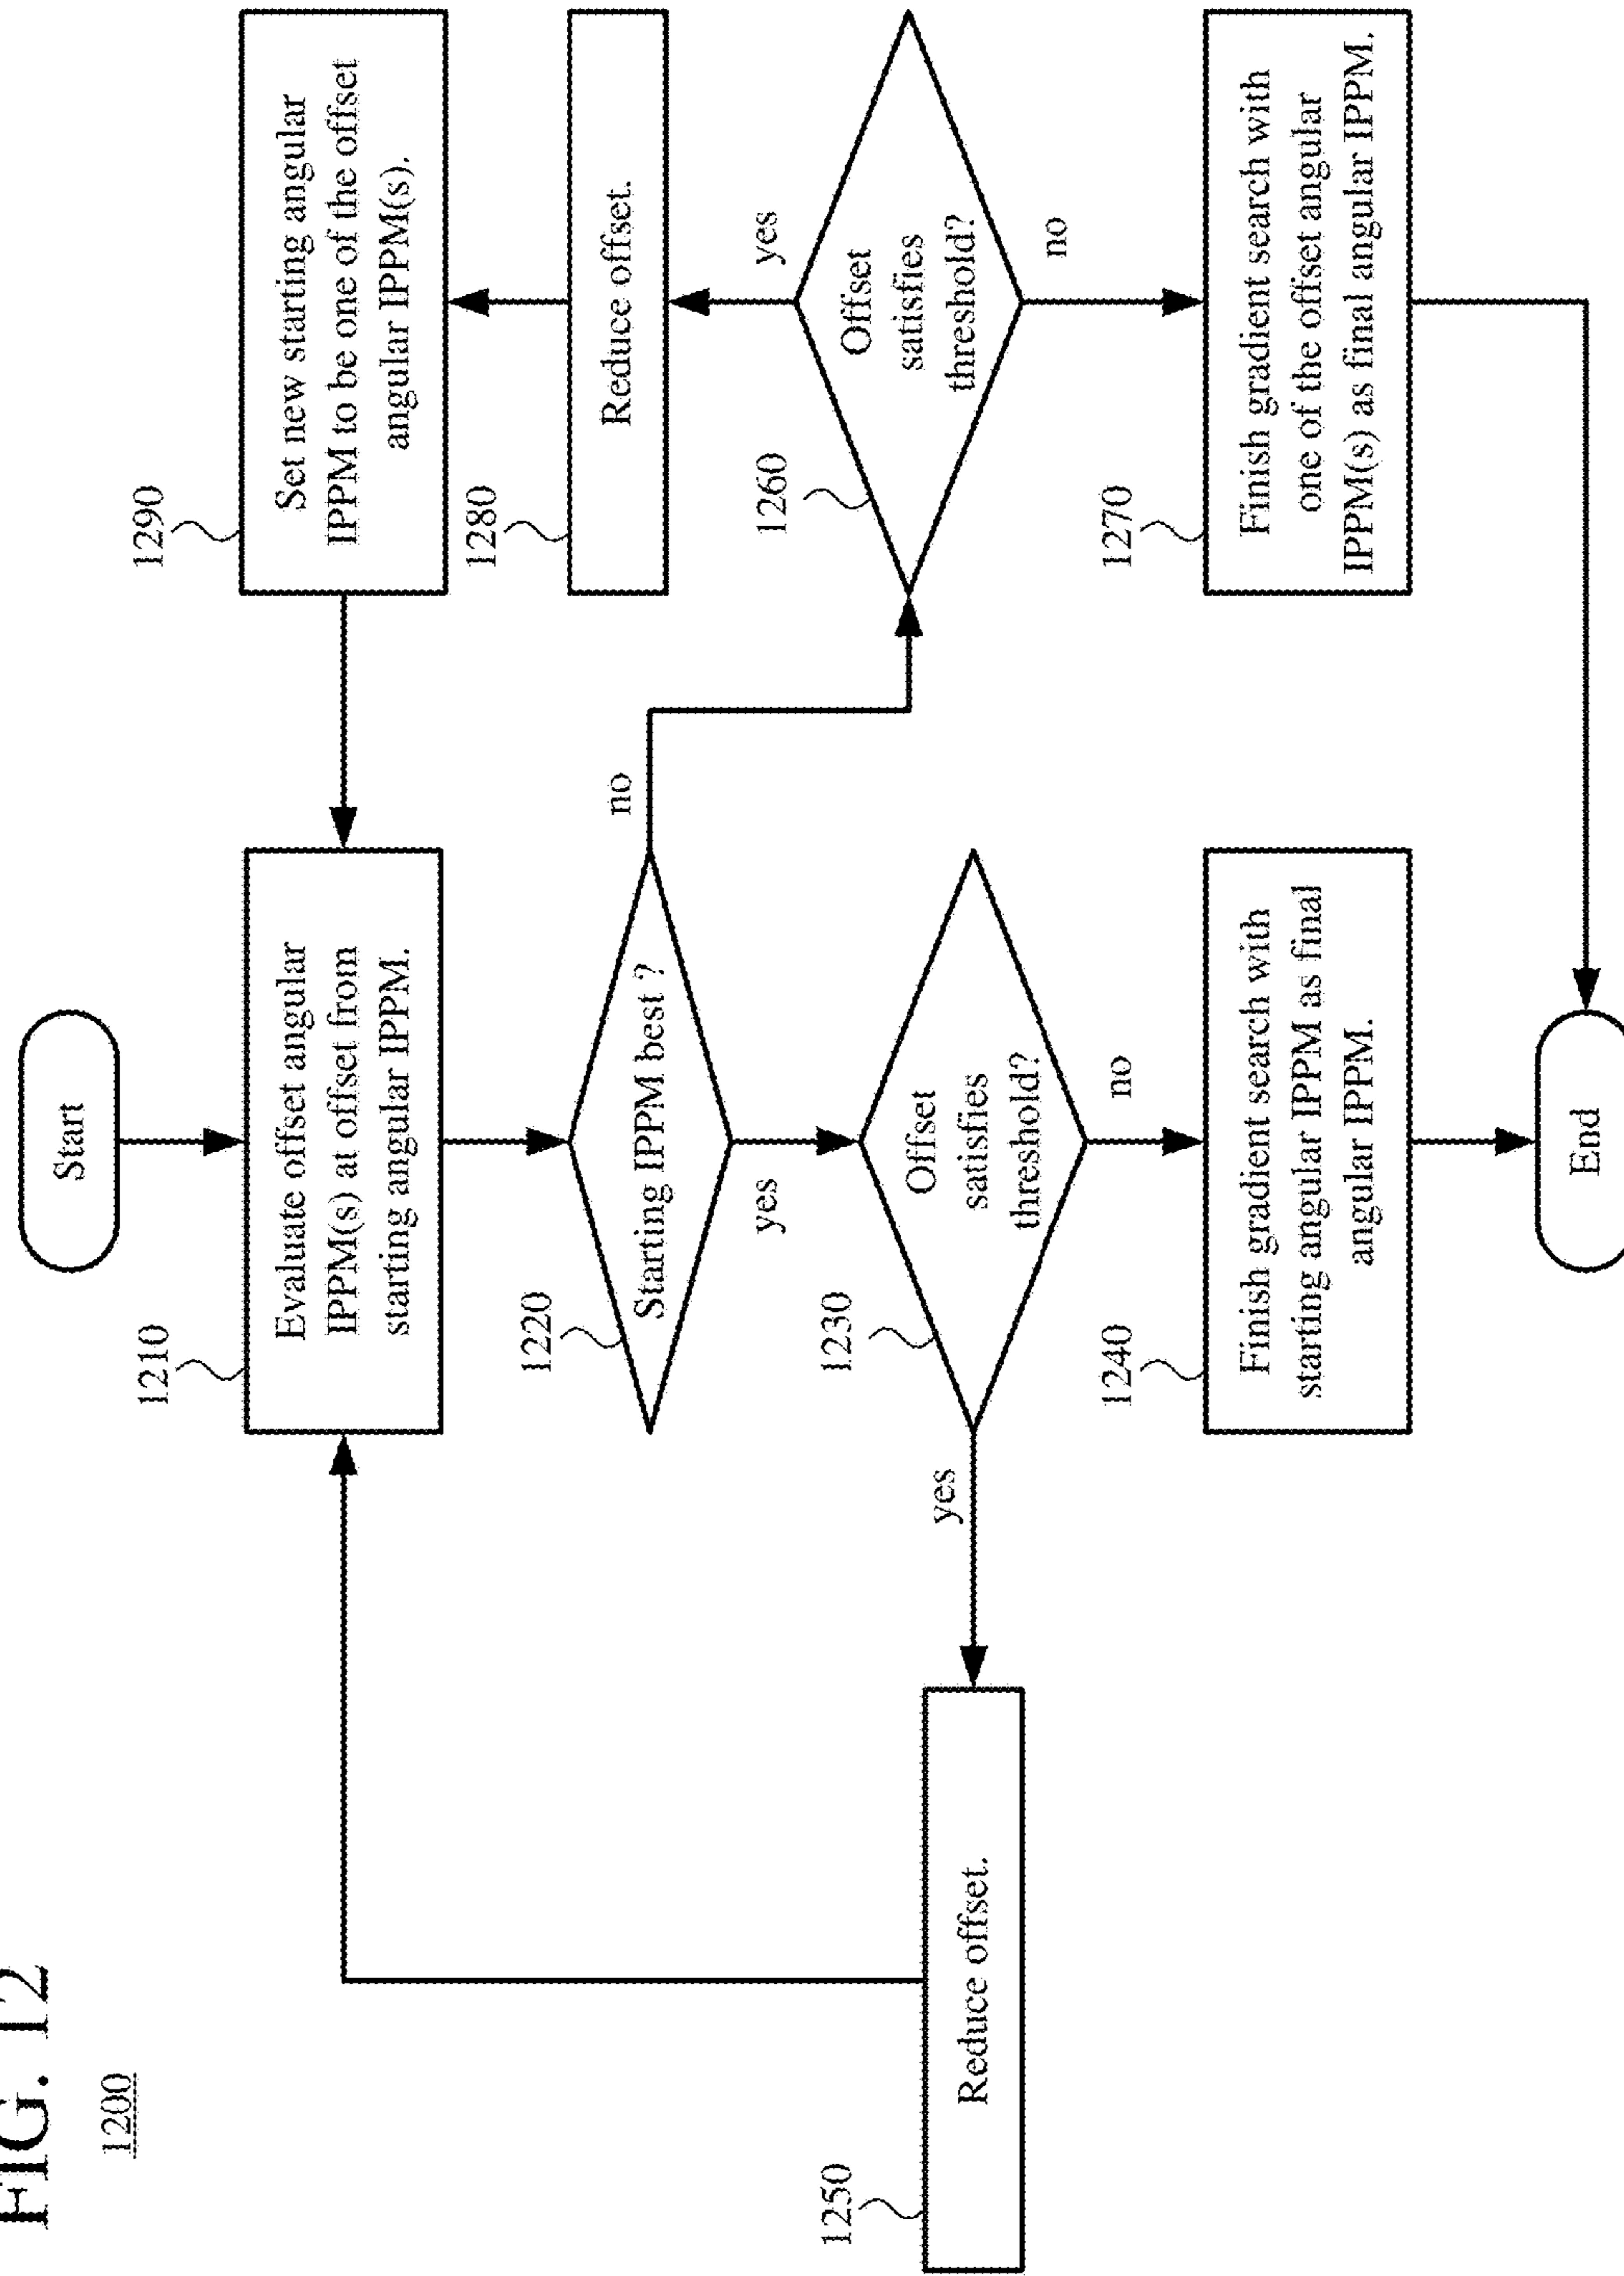 FIG. 12
1200
Start
1210
Evaluate offset angular
IPPM(s) at offset from
starting angular IPPM.
1290
Set new starting angular
IPPM to be one of the offset
angular IPPM(s).
1220
Starting IPPM best ?
no
yes
1280
Reduce offset.
yes
1260
Offset
satisfies
threshold?
no
1230
Offset
satisfies
threshold?
yes
no
1250
Reduce offset.
1240
Finish gradient search with
starting angular IPPM as final
angular IPPM.
1270
Finish gradient search with
one of the offset angular
IPPM(s) as final angular IPPM.
End